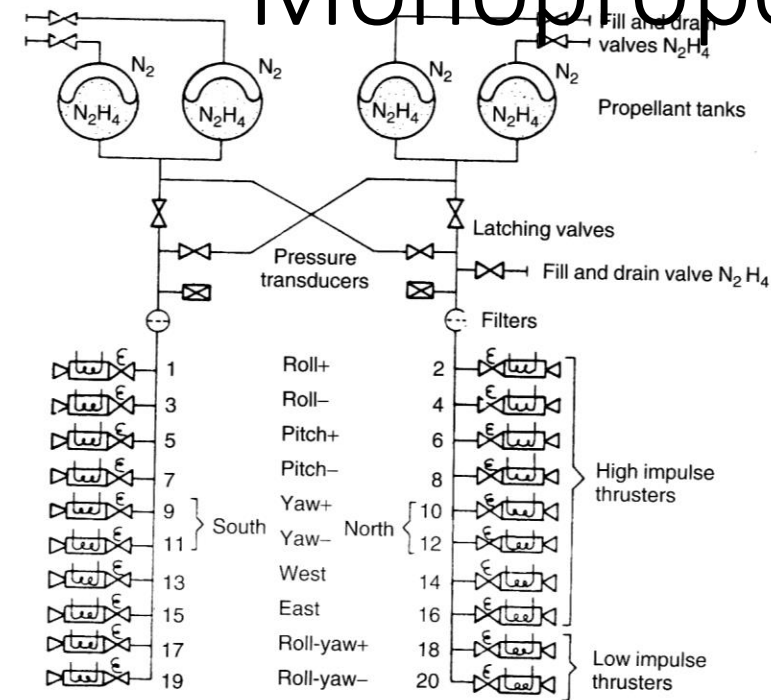 Monoprop
Fill and drain
valves N2H4
N2
N2
N2
N2
N2H4
N2H4
N2H4
N2H4
Propellant tanks
Latching valves
Pressure
transducers
Fill and drain valve N2H4
Filters
1 Roll+ 2
3 Roll– 4
5 Pitch+ 6
7 Pitch– 8
9 Yaw+ 10
South North
11 Yaw– 12
13 West 14
15 East 16
17 Roll-yaw+ 18
19 Roll-yaw– 20
High impulse
thrusters
Low impulse
thrusters